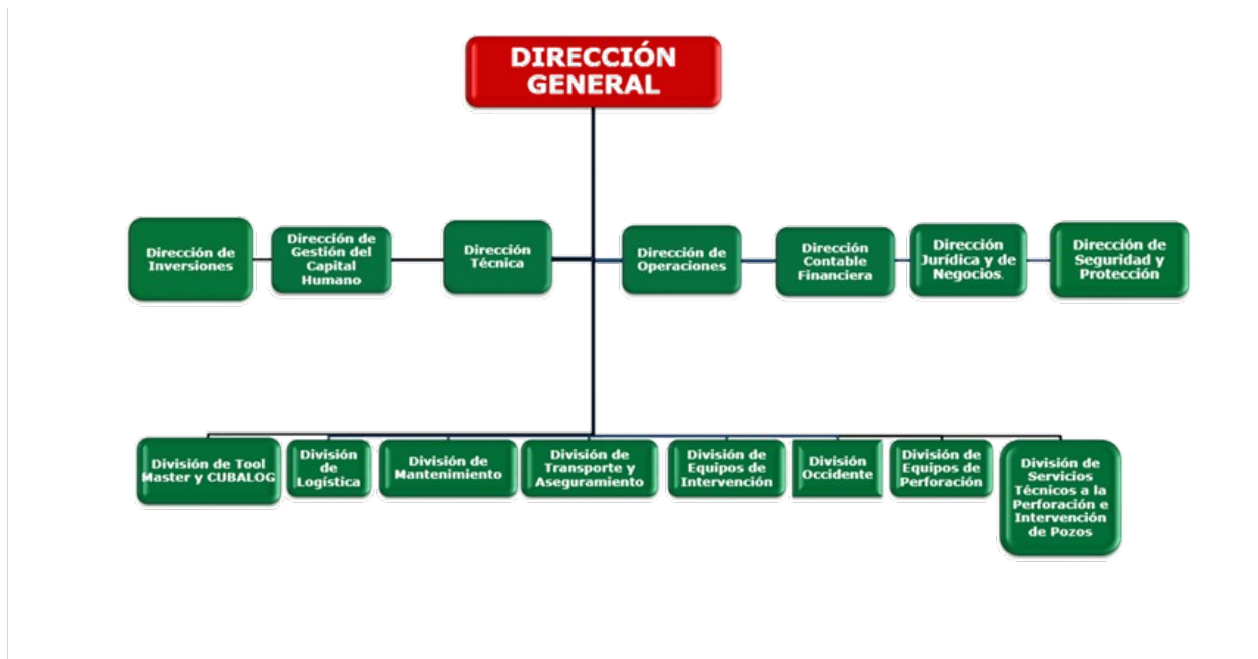 DIRECCIÓN
GENERAL
Dirección de
Inversiones
Dirección de
Gestión del
Capital
Humano
Dirección
Técnica
Dirección de
Operaciones
Dirección
Contable
Financiera
Dirección
Jurídica y de
Negocios.
Dirección de
Seguridad y
Protección
División de Tool
Master y CUBALOG
División
de
Logística
División de
Mantenimiento
División de
Transporte y
Aseguramiento
División de
Equipos de
Intervención
División
Occidente
División de
Equipos de
Perforación
División de
Servicios
Técnicos a la
Perforación e
Intervención
de Pozos